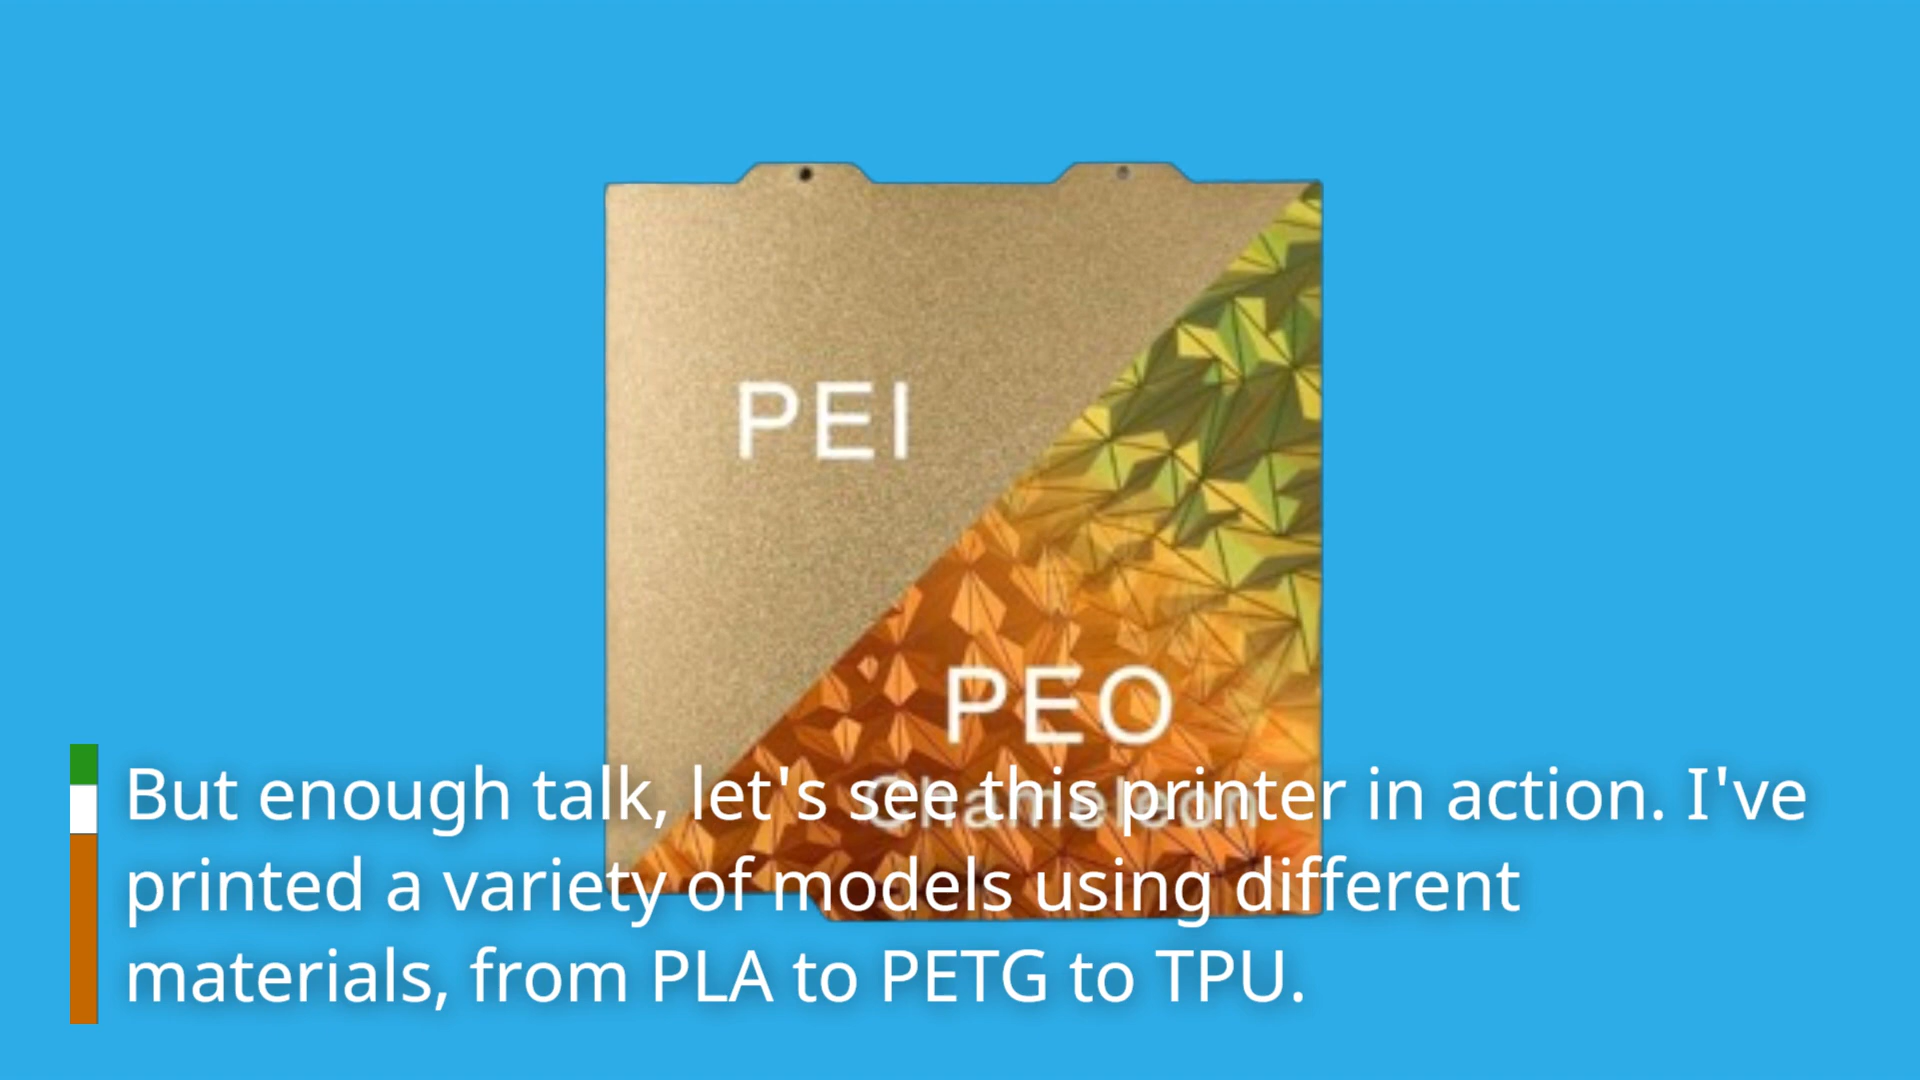 PEI
PEO
Chameleon
But enough talk, let's see this printer in action. I've
printed a variety of models using different
materials, from PLA to PETG to TPU.